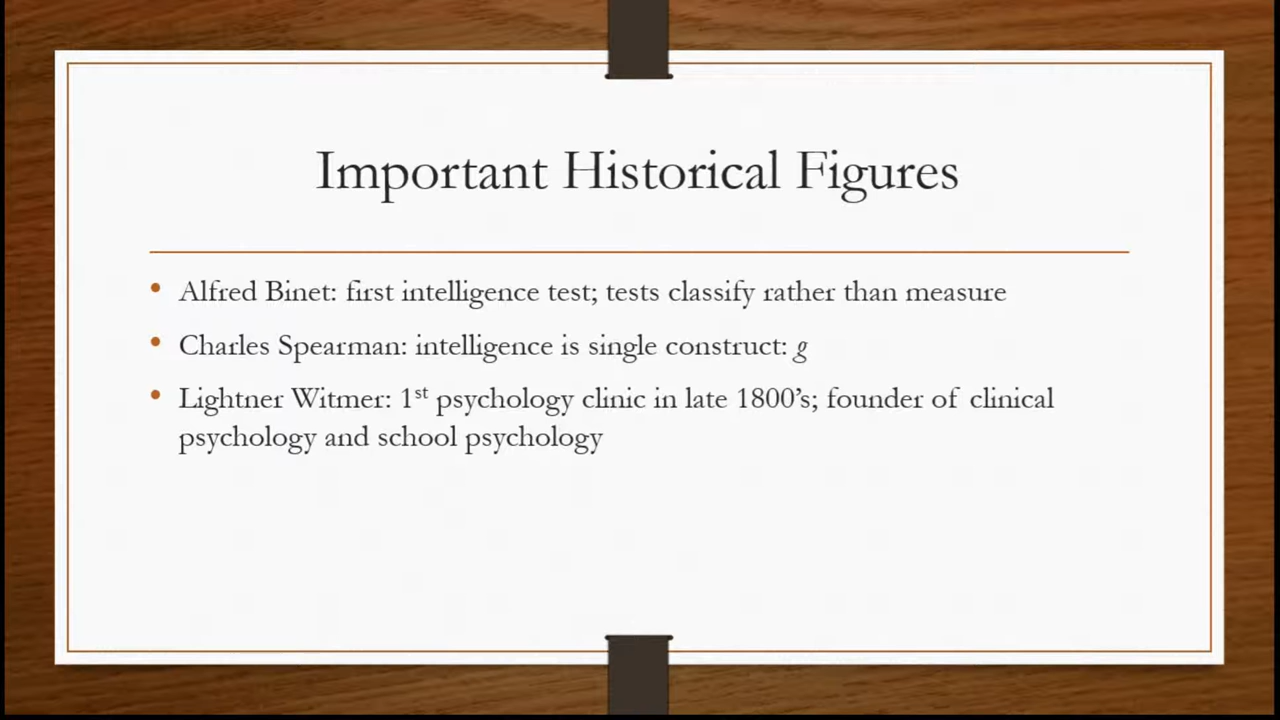 Important Historical Figures
• Alfred Binet: first intelligence test; tests classify rather than measure
• Charles Spearman: intelligence is single construct: g
• Lightner Witmer: 1st psychology clinic in late 1800’s; founder of clinical
psychology and school psychology